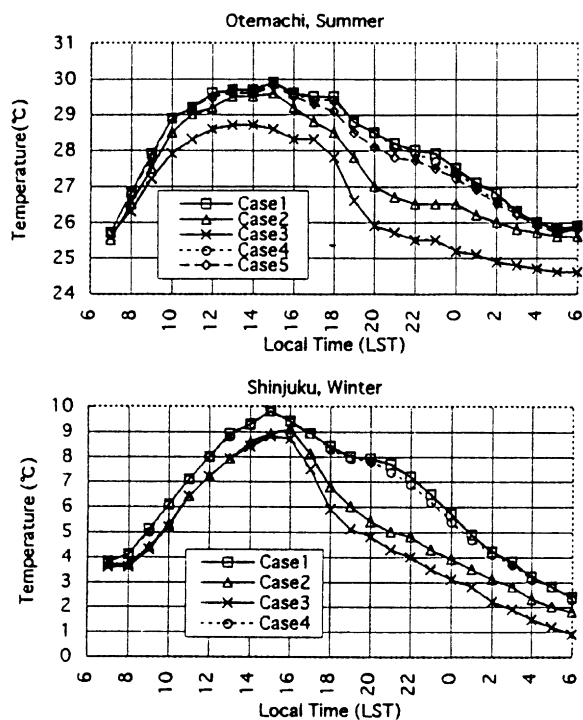 Otemachi, Summer
Temperature(°C)
31
30
29
28
27
26
25
24
Case1
Case2
Case3
Case4
Case5
6 8 10 12 14 16 18 20 22 0 2 4 6
Local Time (LST)
Shinjuku, Winter
Temperature (°C)
10
9
8
7
6
5
4
3
2
1
0
Case1
Case2
Case3
Case4
6 8 10 12 14 16 18 20 22 0 2 4 6
Local Time (LST)